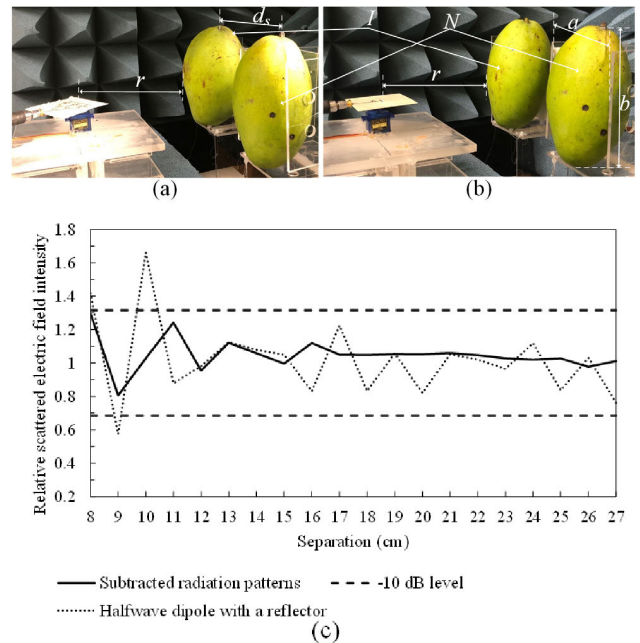 d_s I N a
r r b
(a) (b)
Relative scattered electric field intensity
1.8
1.6
1.4
1.2
1.0
0.8
0.6
0.4
0.2
8 9 10 11 12 13 14 15 16 17 18 19 20 21 22 23 24 25 26 27
Separation (cm)
Subtracted radiation patterns -10 dB level
Halfwave dipole with a reflector
(c)